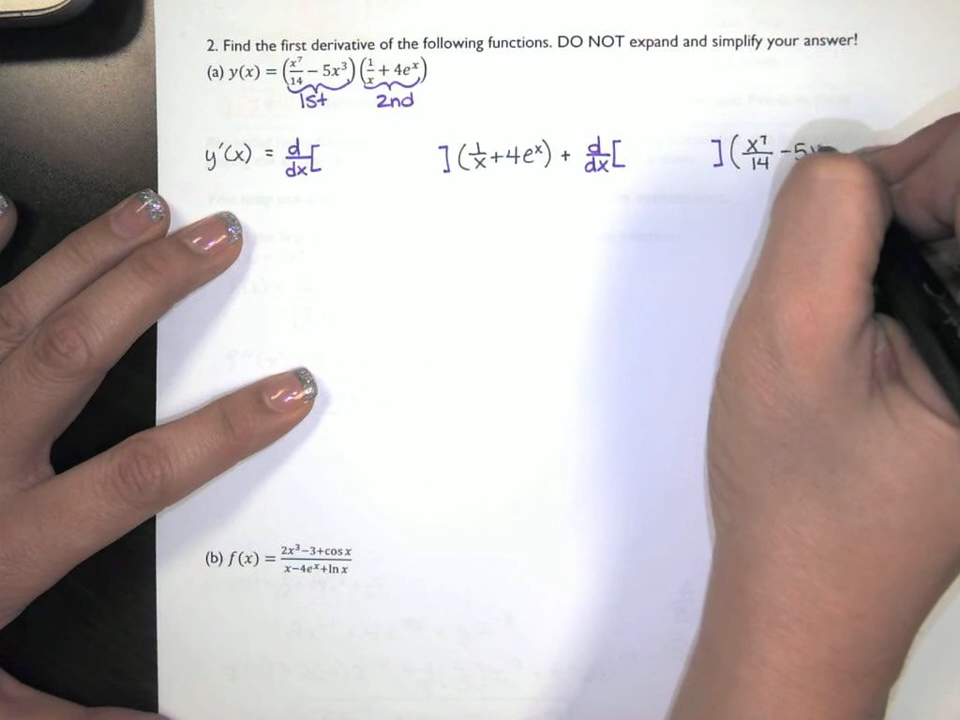 2. Find the first derivative of the following functions. DO NOT expand and simplify your answer!
(a) y(x) = (x⁷/14 − 5x³)(1/x + 4eˣ)
1st 2nd
y'(x) = d/dx[ ](1/x + 4eˣ) + d/dx[ ](x⁷/14 − 5
(b) f(x) = (2x³−3+cos x)/(x−4eˣ+ln x)